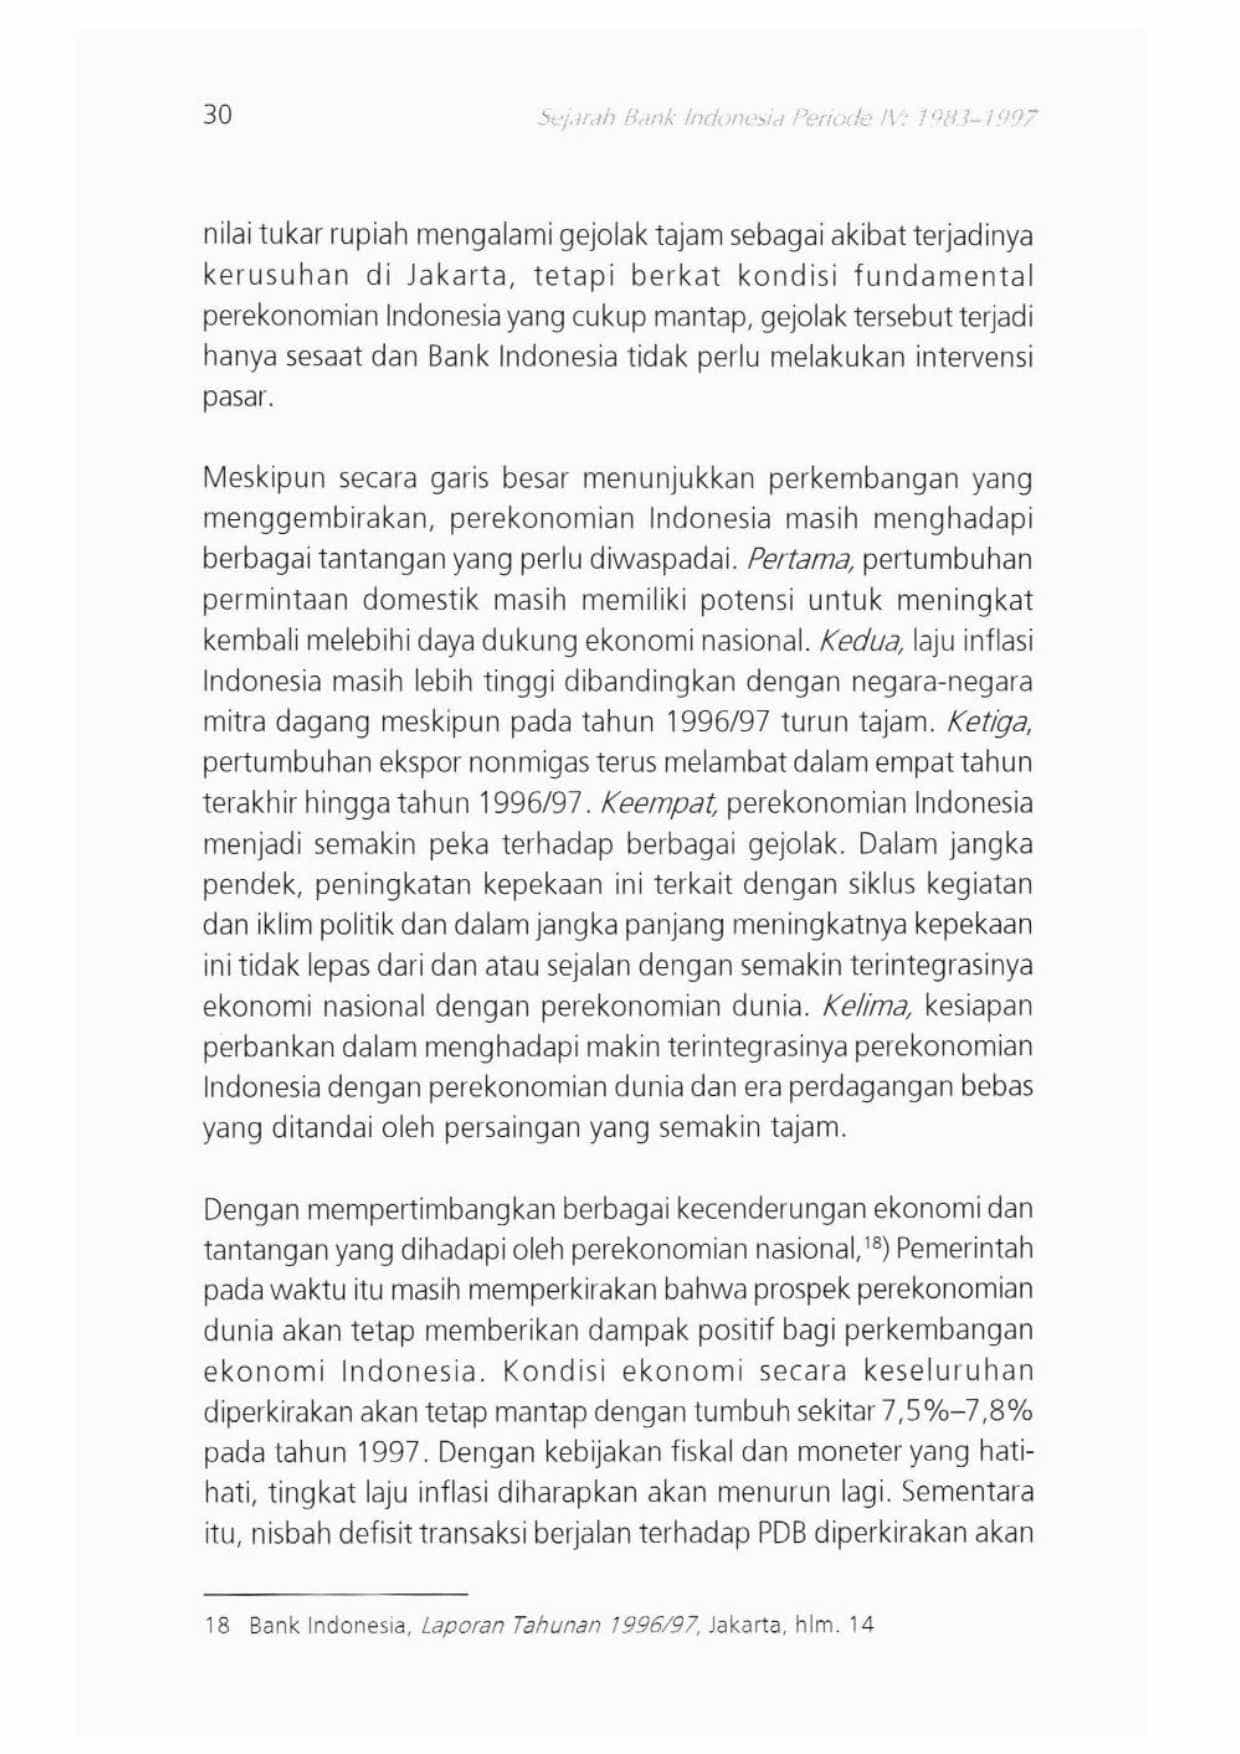 30
Sejarah Bank Indonesia Periode IV: 1983–1997
nilai tukar rupiah mengalami gejolak tajam sebagai akibat terjadinya
kerusuhan di Jakarta, tetapi berkat kondisi fundamental
perekonomian Indonesia yang cukup mantap, gejolak tersebut terjadi
hanya sesaat dan Bank Indonesia tidak perlu melakukan intervensi
pasar.
Meskipun secara garis besar menunjukkan perkembangan yang
menggembirakan, perekonomian Indonesia masih menghadapi
berbagai tantangan yang perlu diwaspadai. Pertama, pertumbuhan
permintaan domestik masih memiliki potensi untuk meningkat
kembali melebihi daya dukung ekonomi nasional. Kedua, laju inflasi
Indonesia masih lebih tinggi dibandingkan dengan negara-negara
mitra dagang meskipun pada tahun 1996/97 turun tajam. Ketiga,
pertumbuhan ekspor nonmigas terus melambat dalam empat tahun
terakhir hingga tahun 1996/97. Keempat, perekonomian Indonesia
menjadi semakin peka terhadap berbagai gejolak. Dalam jangka
pendek, peningkatan kepekaan ini terkait dengan siklus kegiatan
dan iklim politik dan dalam jangka panjang meningkatnya kepekaan
ini tidak lepas dari dan atau sejalan dengan semakin terintegrasinya
ekonomi nasional dengan perekonomian dunia. Kelima, kesiapan
perbankan dalam menghadapi makin terintegrasinya perekonomian
Indonesia dengan perekonomian dunia dan era perdagangan bebas
yang ditandai oleh persaingan yang semakin tajam.
Dengan mempertimbangkan berbagai kecenderungan ekonomi dan
tantangan yang dihadapi oleh perekonomian nasional,18) Pemerintah
pada waktu itu masih memperkirakan bahwa prospek perekonomian
dunia akan tetap memberikan dampak positif bagi perkembangan
ekonomi Indonesia. Kondisi ekonomi secara keseluruhan
diperkirakan akan tetap mantap dengan tumbuh sekitar 7,5%–7,8%
pada tahun 1997. Dengan kebijakan fiskal dan moneter yang hati-
hati, tingkat laju inflasi diharapkan akan menurun lagi. Sementara
itu, nisbah defisit transaksi berjalan terhadap PDB diperkirakan akan
18 Bank Indonesia, Laporan Tahunan 1996/97, Jakarta, hlm. 14